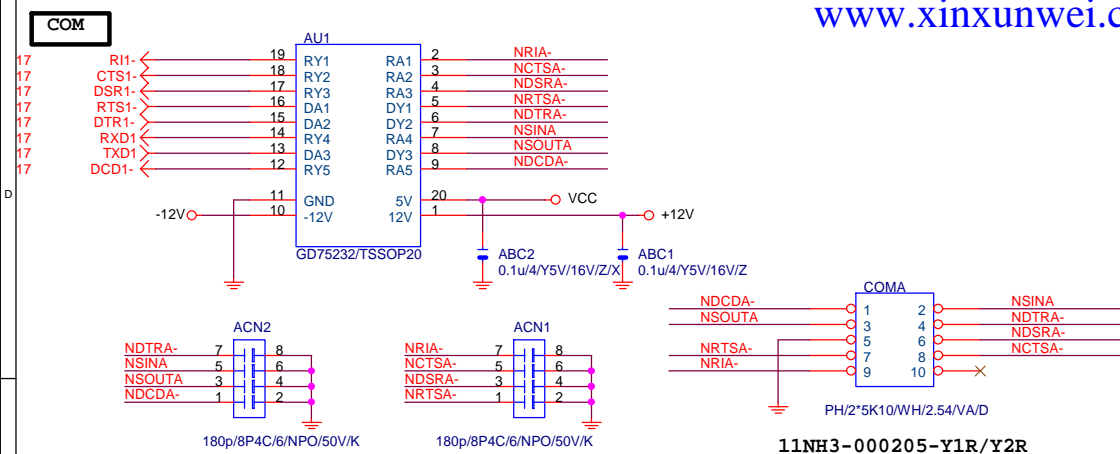 www.xinxunwei.c
COM
AU1
17 RI1- 19 RY1 RA1 2 NRIA-
17 CTS1- 18 RY2 RA2 3 NCTSA-
17 DSR1- 17 RY3 RA3 4 NDSRA-
17 RTS1- 16 DA1 DY1 5 NRTSA-
17 DTR1- 15 DA2 DY2 6 NDTRA-
17 RXD1 14 RY4 RA4 7 NSINA
17 TXD1 13 DA3 DY3 8 NSOUTA
17 DCD1- 12 RY5 RA5 9 NDCDA-
D
11 GND 5V 20 VCC
-12V 10 -12V 12V 1 +12V
GD75232/TSSOP20
ABC2
0.1u/4/Y5V/16V/Z/X
ABC1
0.1u/4/Y5V/16V/Z
ACN2
NDTRA- 7 8
NSINA 5 6
NSOUTA 3 4
NDCDA- 1 2
180p/8P4C/6/NPO/50V/K
ACN1
NRIA- 7 8
NCTSA- 5 6
NDSRA- 3 4
NRTSA- 1 2
180p/8P4C/6/NPO/50V/K
COMA
NDCDA- 1 2 NSINA
NSOUTA 3 4 NDTRA-
5 6 NDSRA-
NRTSA- 7 8 NCTSA-
NRIA- 9 10
PH/2*5K10/WH/2.54/VA/D
11NH3-000205-Y1R/Y2R